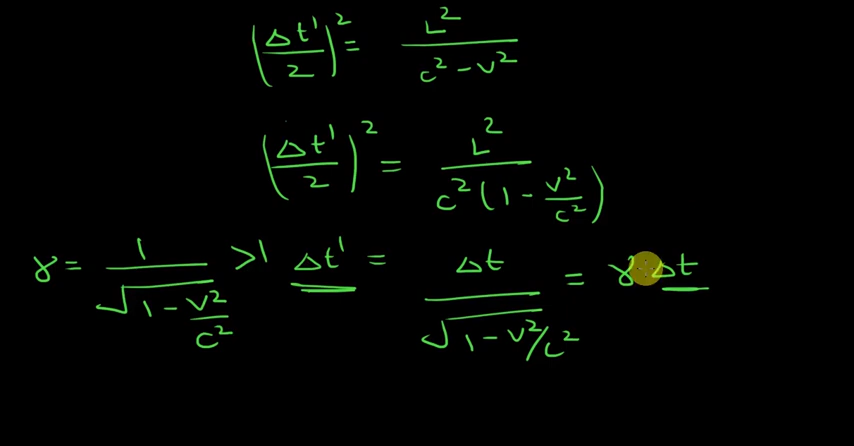 (Δt'/2)² = L²/(c² - v²)
(Δt'/2)² = L²/(c²(1 - v²/c²))
γ = 1/√(1 - v²/c²) >1 Δt' = Δt/√(1 - v²/c²) = γ Δt